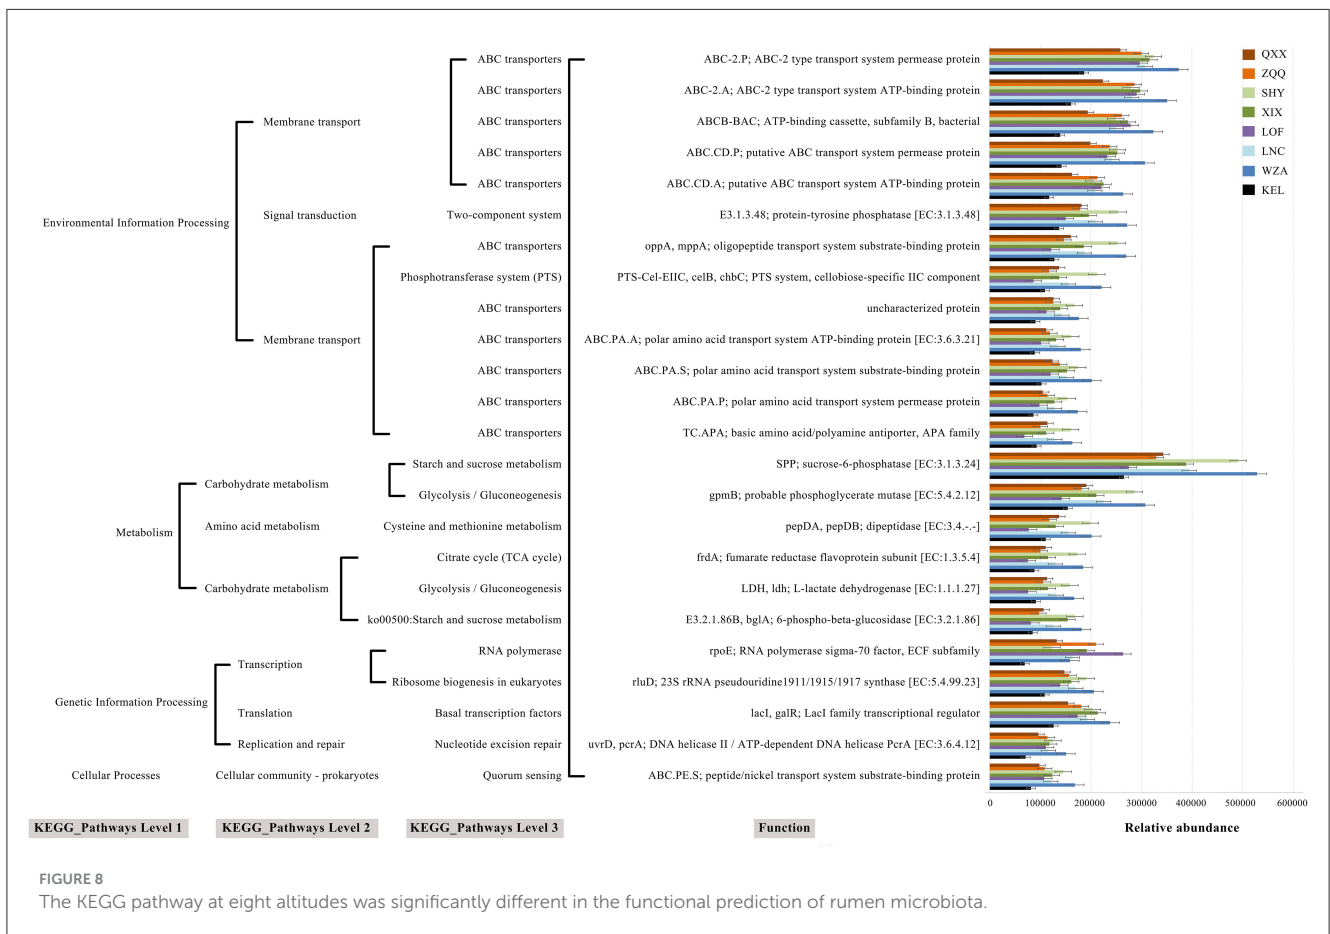 ABC transporters ABC-2.P; ABC-2 type transport system permease protein
QXX
ZQQ
ABC transporters ABC-2.A; ABC-2 type transport system ATP-binding protein
SHY
XIX
Membrane transport ABC transporters ABCB-BAC; ATP-binding cassette, subfamily B, bacterial
LOF
LNC
ABC transporters ABC.CD.P; putative ABC transport system permease protein
WZA
ABC transporters ABC.CD.A; putative ABC transport system ATP-binding protein
KEL
Environmental Information Processing Signal transduction Two-component system E3.1.3.48; protein-tyrosine phosphatase [EC:3.1.3.48]
ABC transporters oppA, mppA; oligopeptide transport system substrate-binding protein
Phosphotransferase system (PTS) PTS-Cel-EIIC, celB, chbC; PTS system, cellobiose-specific IIC component
ABC transporters uncharacterized protein
Membrane transport ABC transporters ABC.PA.A; polar amino acid transport system ATP-binding protein [EC:3.6.3.21]
ABC transporters ABC.PA.S; polar amino acid transport system substrate-binding protein
ABC transporters ABC.PA.P; polar amino acid transport system permease protein
ABC transporters TC.APA; basic amino acid/polyamine antiporter, APA family
Starch and sucrose metabolism SPP; sucrose-6-phosphatase [EC:3.1.3.24]
Carbohydrate metabolism
Glycolysis / Gluconeogenesis gpmB; probable phosphoglycerate mutase [EC:5.4.2.12]
Metabolism Amino acid metabolism Cysteine and methionine metabolism pepDA, pepDB; dipeptidase [EC:3.4.-.-]
Citrate cycle (TCA cycle) frdA; fumarate reductase flavoprotein subunit [EC:1.3.5.4]
Carbohydrate metabolism Glycolysis / Gluconeogenesis LDH, ldh; L-lactate dehydrogenase [EC:1.1.1.27]
ko00500:Starch and sucrose metabolism E3.2.1.86B, bglA; 6-phospho-beta-glucosidase [EC:3.2.1.86]
RNA polymerase rpoE; RNA polymerase sigma-70 factor, ECF subfamily
Transcription
Ribosome biogenesis in eukaryotes rluD; 23S rRNA pseudouridine1911/1915/1917 synthase [EC:5.4.99.23]
Genetic Information Processing
Translation Basal transcription factors lacI, galR; LacI family transcriptional regulator
Replication and repair Nucleotide excision repair uvrD, pcrA; DNA helicase II / ATP-dependent DNA helicase PcrA [EC:3.6.4.12]
Cellular Processes Cellular community - prokaryotes Quorum sensing ABC.PE.S; peptide/nickel transport system substrate-binding protein
0 100000 200000 300000 400000 500000 600000
KEGG_Pathways Level 1 KEGG_Pathways Level 2 KEGG_Pathways Level 3 Function Relative abundance
FIGURE 8
The KEGG pathway at eight altitudes was significantly different in the functional prediction of rumen microbiota.